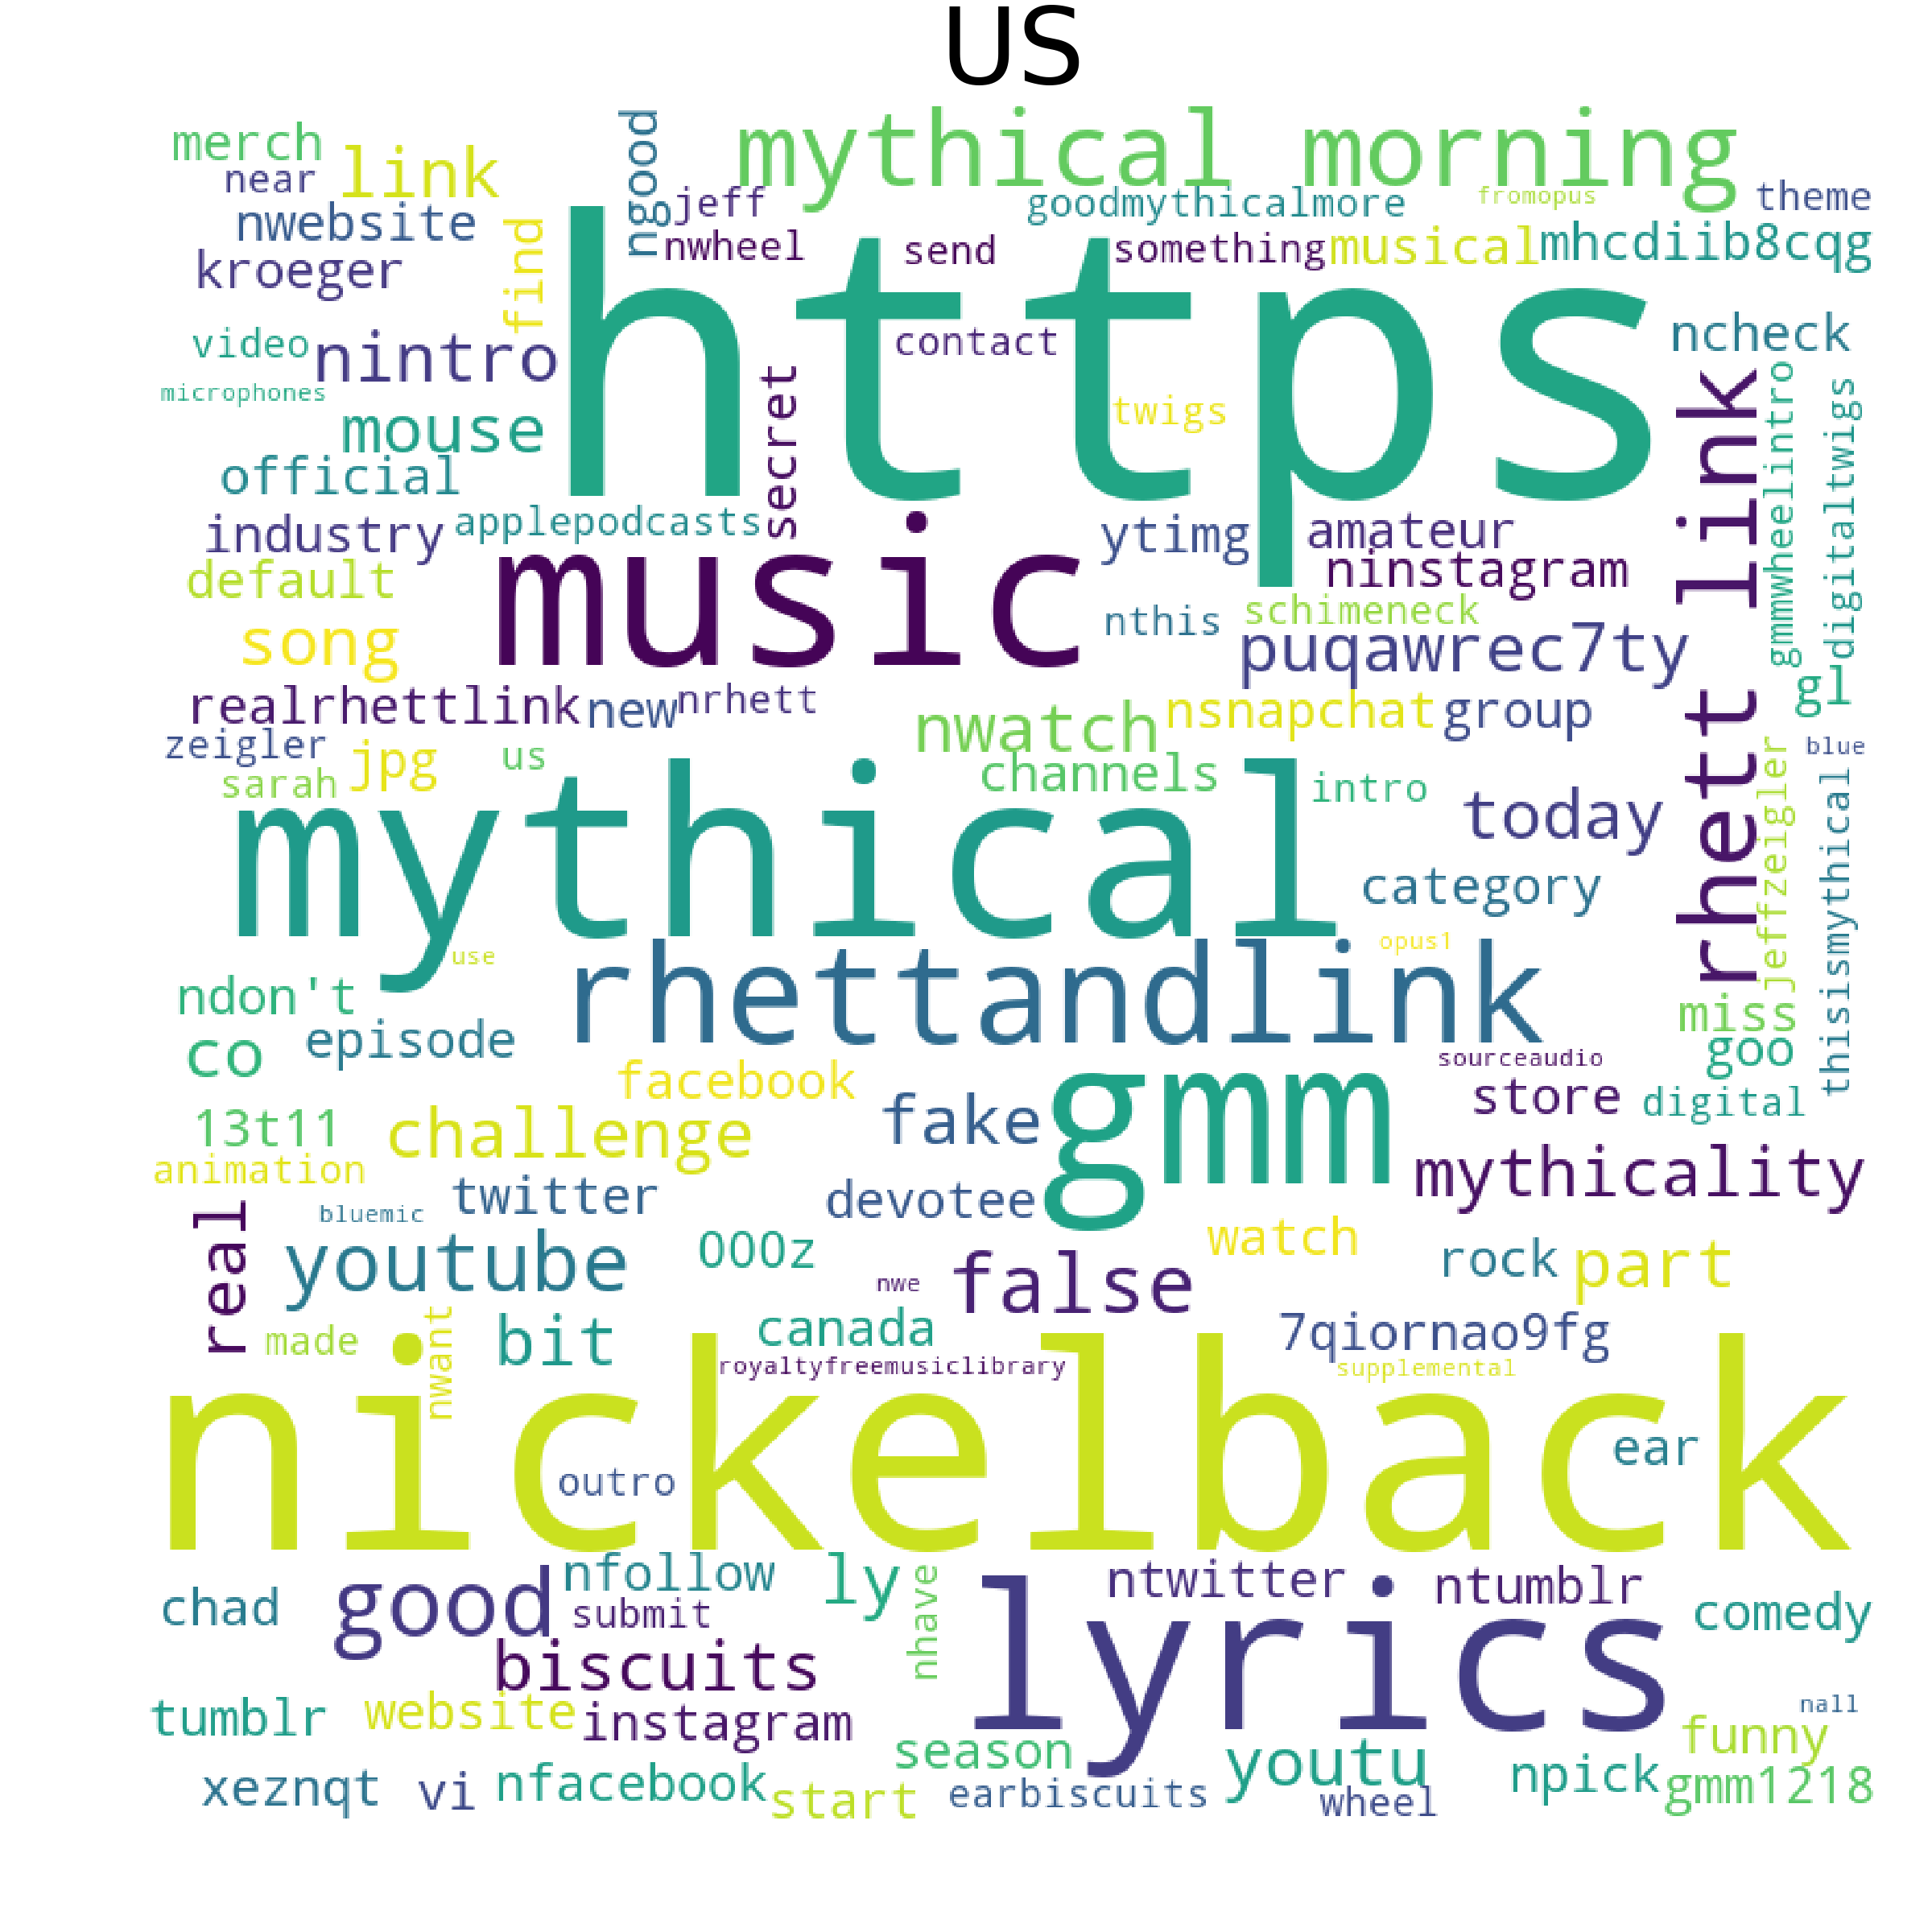 US
mythical morning
merch
link
near
ngood
jeff
goodmythicalmore
fromopus
theme
nwebsite
find
nwheel
send
something
musical
mhcdiib8cqg
kroeger
https
video
nintro
contact
ncheck
microphones
mouse
secret
twigs
rhett link
gmmwheelintro
digitaltwigs
official
industry
applepodcasts
ytimg
amateur
music
ninstagram
default
nthis
schimeneck
song
puqawrec7ty
realrhettlink
new
nrhett
nwatch
nsnapchat
group
gl
zeigler
jpg
us
channels
blue
sarah
intro
mythical
today
jeffzeigler
thisismythical
category
use
rhettandlink
opus1
ndon't
miss
co
episode
goo
facebook
gmm
sourceaudio
store
digital
13t11
challenge
fake
animation
mythicality
twitter
devotee
real
bluemic
youtube
000z
watch
rock
part
nwe
false
made
nwant
bit
canada
7qiornao9fg
royaltyfreemusiclibrary
supplemental
nickelback
ear
outro
chad
good
nfollow
ly
nhave
ntwitter
ntumblr
submit
lyrics
comedy
biscuits
tumblr
website
instagram
nall
season
funny
xeznqt
vi
nfacebook
start
earbiscuits
youtu
wheel
npick
gmm1218